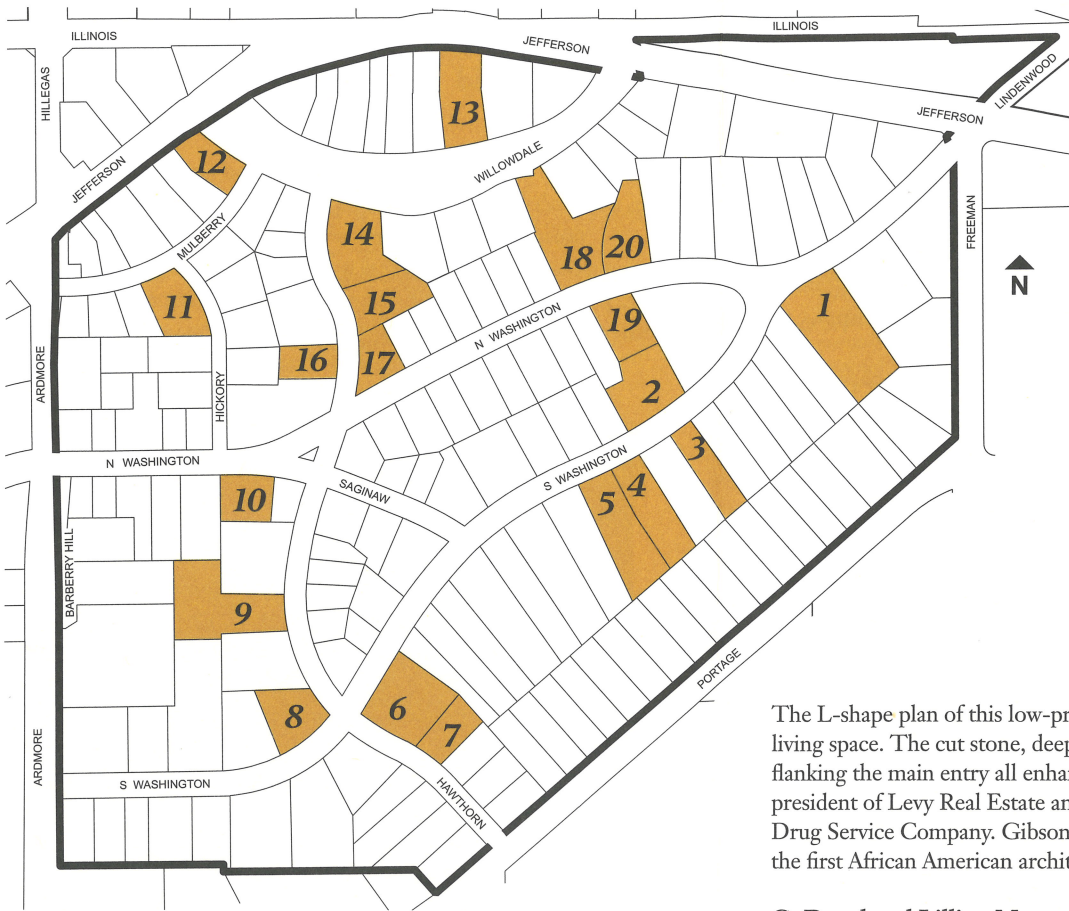 ILLINOIS
JEFFERSON
ILLINOIS
HILLEGAS
LINDENWOOD
JEFFERSON
13
12
JEFFERSON
WILLOWDALE
MULBERRY
14
18
20
FREEMAN
N
11
15
1
N WASHINGTON
19
ARDMORE
16
17
HICKORY
2
3
N WASHINGTON
S WASHINGTON
SAGINAW
4
5
10
BARBERRY HILL
9
PORTAGE
6
8
7
ARDMORE
S WASHINGTON
HAWTHORN
The L-shape plan of this low-pr
living space. The cut stone, deep
flanking the main entry all enha
president of Levy Real Estate an
Drug Service Company. Gibson
the first African American archit